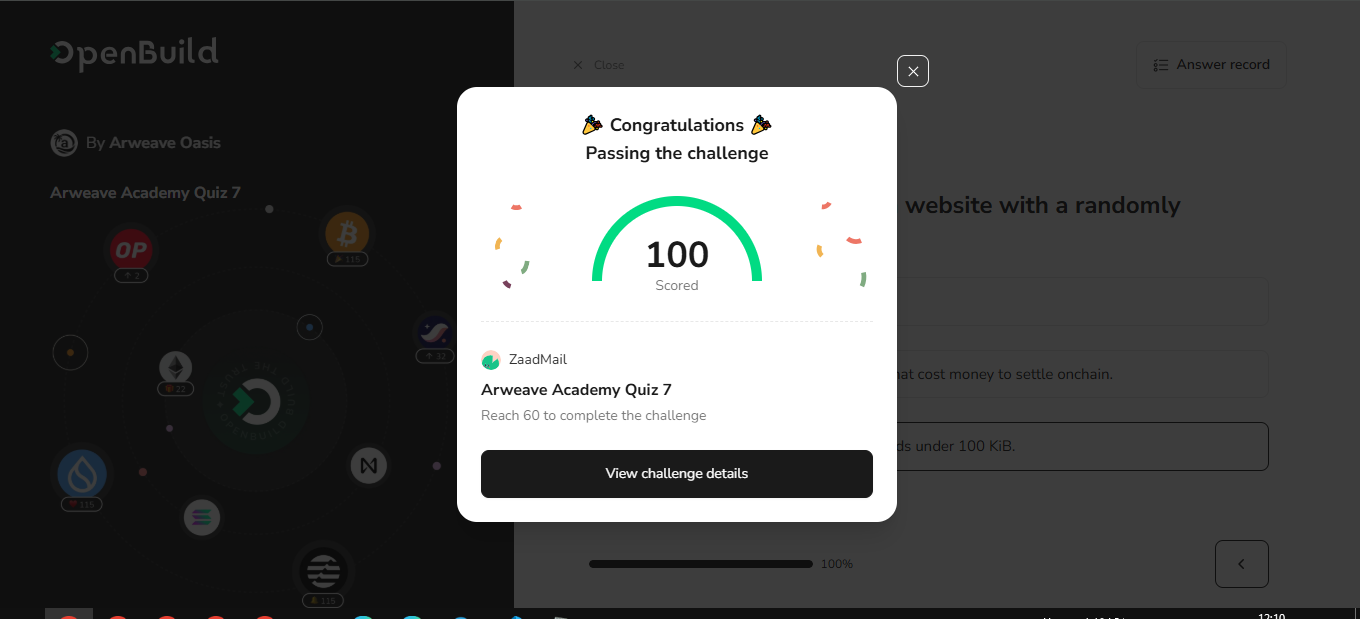 OpenBuild
Close
Answer record
By Arweave Oasis
Arweave Academy Quiz 7
🎉 Congratulations 🎉
Passing the challenge
website with a randomly
OP
2
115
100
Scored
32
22
ZaadMail
Arweave Academy Quiz 7
Reach 60 to complete the challenge
that cost money to settle onchain.
under 100 KiB.
View challenge details
115
100%
115
12:10